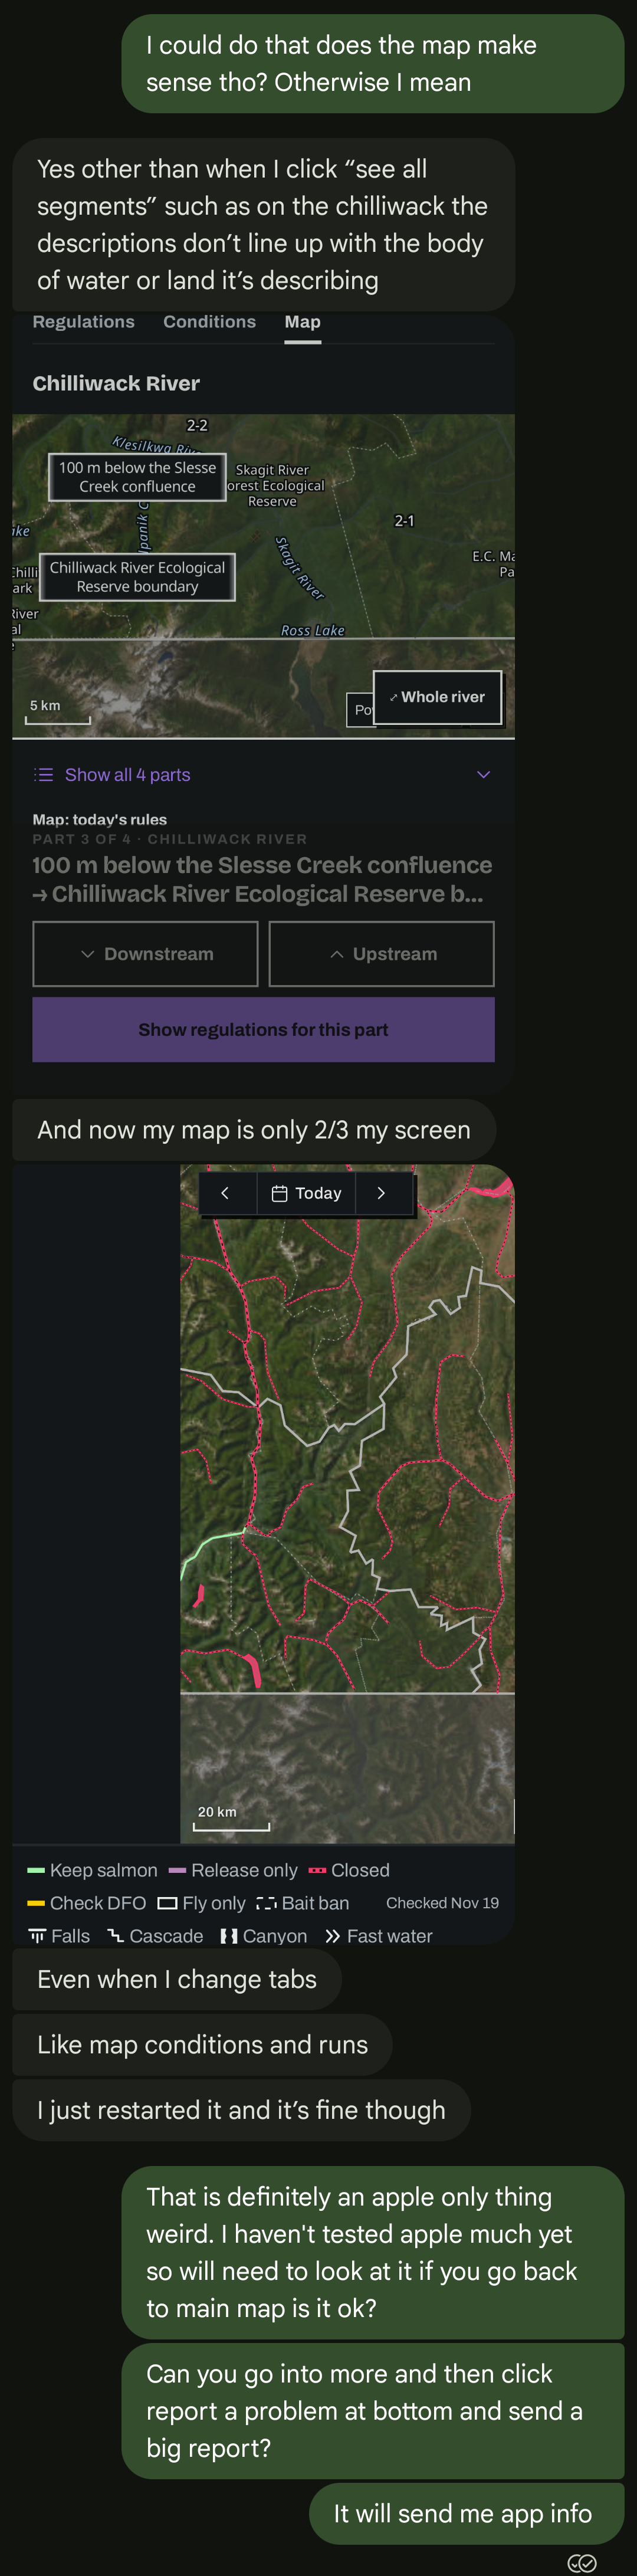 I could do that does the map make
sense tho? Otherwise I mean
Yes other than when I click “see all
segments” such as on the chilliwack the
descriptions don’t line up with the body
of water or land it’s describing
Regulations Conditions Map
Chilliwack River
2-2
Klesilkwa
100 m below the Slesse
Creek confluence
Skagit River
orest Ecological
Reserve
2-1
Chilliwack River Ecological
Reserve boundary
Skagit River
E.C. Ma
Pa
ake
ark
River
al
Ross Lake
5 km
Po
Whole river
Show all 4 parts
Map: today's rules
PART 3 OF 4 · CHILLIWACK RIVER
100 m below the Slesse Creek confluence
→ Chilliwack River Ecological Reserve b...
Downstream Upstream
Show regulations for this part
And now my map is only 2/3 my screen
Today
20 km
Keep salmon Release only Closed
Check DFO Fly only Bait ban Checked Nov 19
Falls Cascade Canyon Fast water
Even when I change tabs
Like map conditions and runs
I just restarted it and it’s fine though
That is definitely an apple only thing
weird. I haven't tested apple much yet
so will need to look at it if you go back
to main map is it ok?
Can you go into more and then click
report a problem at bottom and send a
big report?
It will send me app info